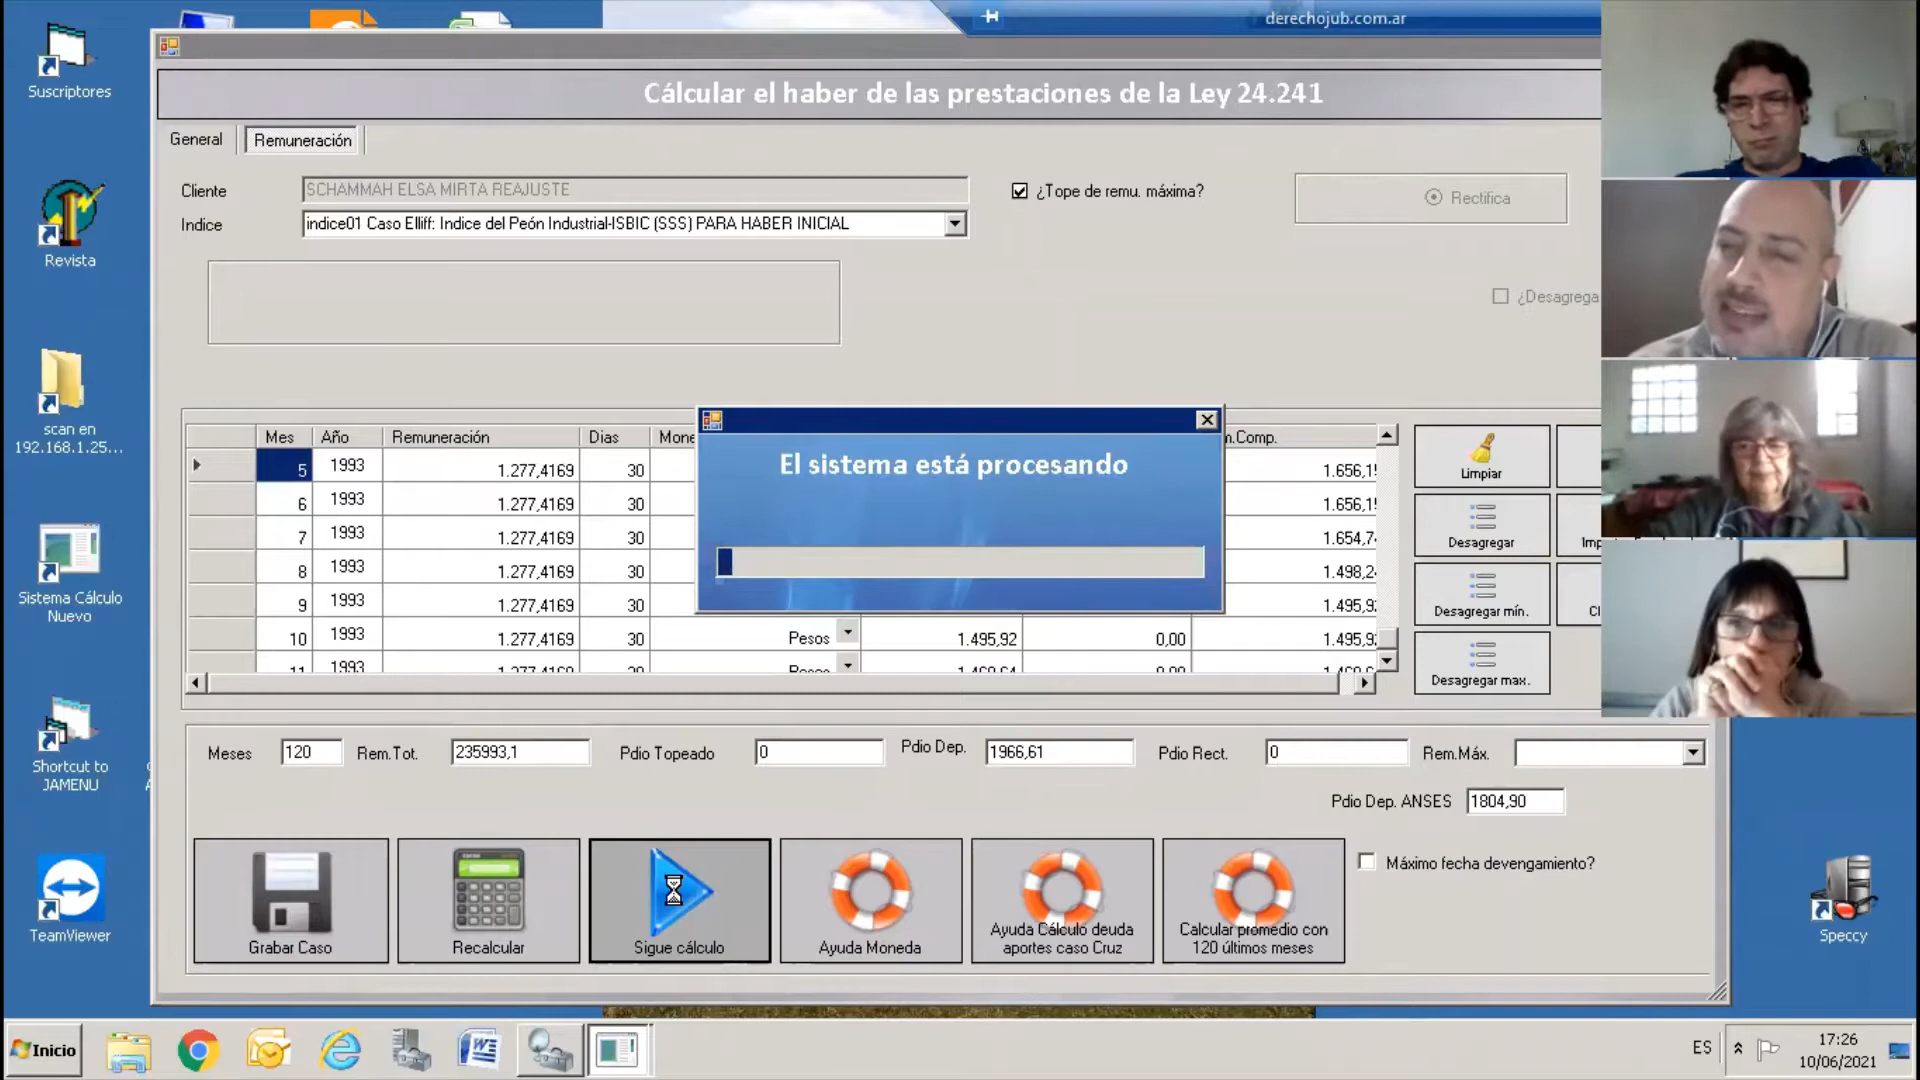 derechojub.com.ar
Suscriptores
Revista
scan en
192.168.1.25...
Sistema Cálculo
Nuevo
Shortcut to
JAMENU
TeamViewer
Speccy
Cálcular el haber de las prestaciones de la Ley 24.241
General
Remuneración
Cliente
SCHAMMAH ELSA MIRTA REAJUSTE
¿Tope de remu. máxima?
Rectifica
Indice
indice01 Caso Elliff: Indice del Peón Industrial-ISBIC (SSS) PARA HABER INICIAL
¿Desagrega
Mes Año Remuneración Dias Mone
5 1993 1.277,4169 30
6 1993 1.277,4169 30
7 1993 1.277,4169 30
8 1993 1.277,4169 30
9 1993 1.277,4169 30
10 1993 1.277,4169 30 Pesos 1.495,92 0,00
11 1993 1.277,4169 30 Pesos
El sistema está procesando
Limpiar
Desagregar
Desagregar mín.
Desagregar max.
Meses 120 Rem.Tot. 235993,1 Pdio Topeado 0 Pdio Dep. 1966,61 Pdio Rect. 0 Rem.Máx.
Pdio Dep. ANSES 1804,90
Grabar Caso
Recalcular
Sigue cálculo
Ayuda Moneda
Ayuda Cálculo deuda
aportes caso Cruz
Calcular promedio con
120 últimos meses
Máximo fecha devengamiento?
Inicio
ES
17:26
10/06/2021